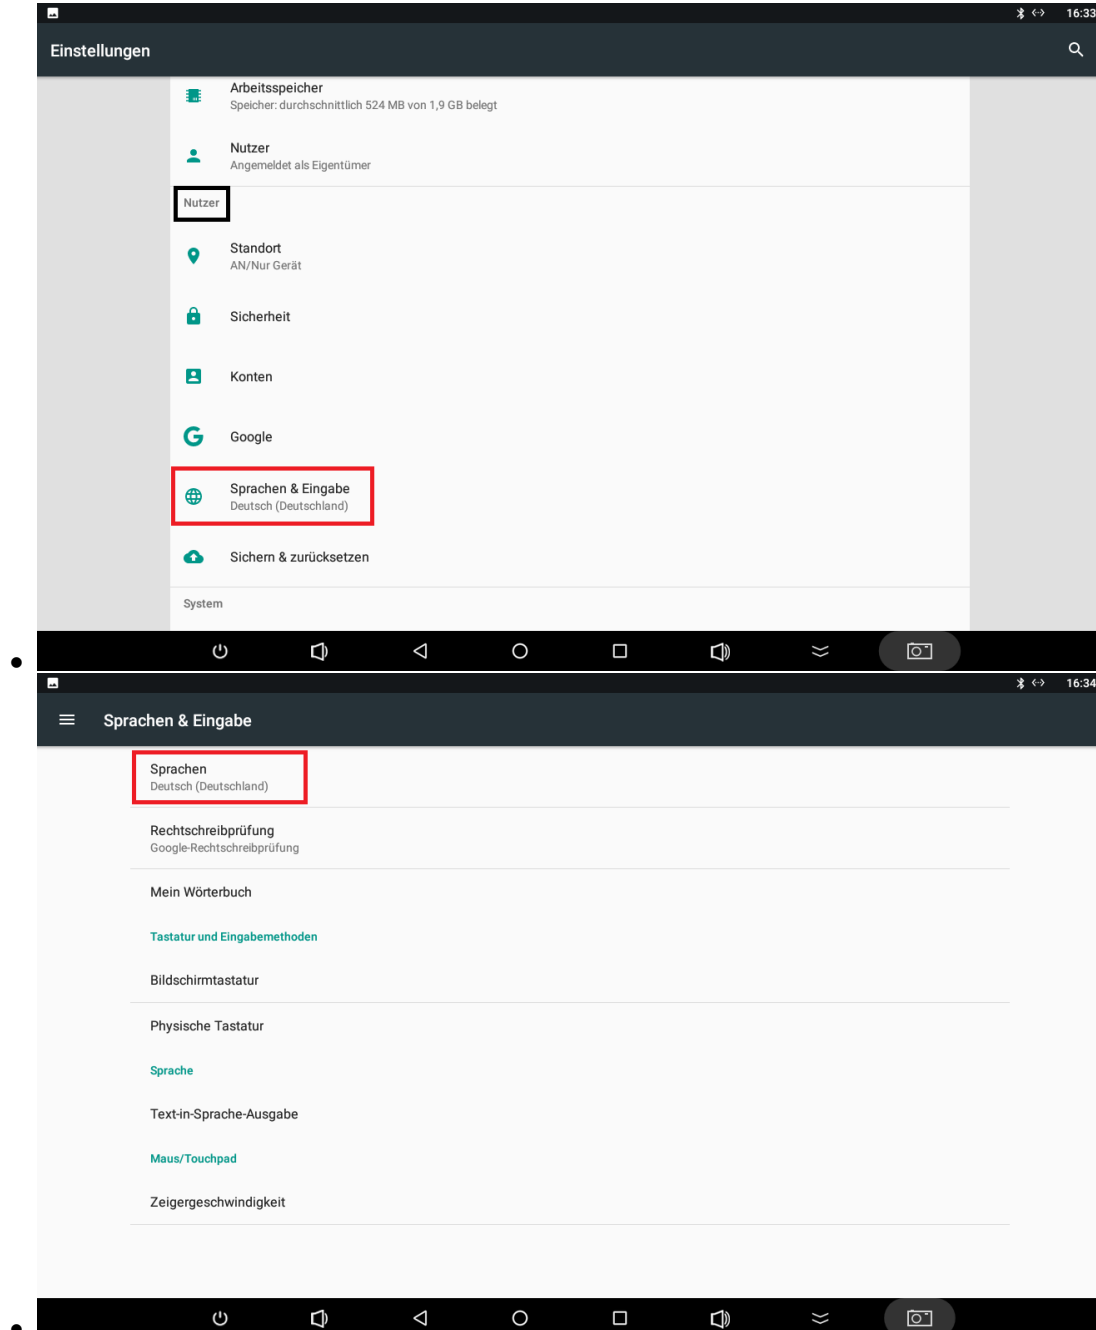 16:33
Einstellungen
Arbeitsspeicher
Speicher: durchschnittlich 524 MB von 1,9 GB belegt
Nutzer
Angemeldet als Eigentümer
Nutzer
Standort
AN/Nur Gerät
Sicherheit
Konten
Google
Sprachen & Eingabe
Deutsch (Deutschland)
Sichern & zurücksetzen
System
16:34
Sprachen & Eingabe
Sprachen
Deutsch (Deutschland)
Rechtschreibprüfung
Google-Rechtschreibprüfung
Mein Wörterbuch
Tastatur und Eingabemethoden
Bildschirmtastatur
Physische Tastatur
Sprache
Text-in-Sprache-Ausgabe
Maus/Touchpad
Zeigergeschwindigkeit